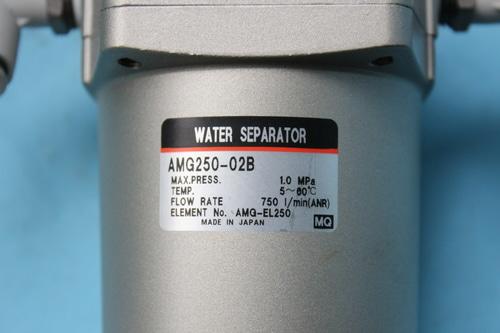 WATER SEPARATOR
AMG250-02B
MAX.PRESS. 1.0 MPa
TEMP. 5~60℃
FLOW RATE 750 l/min(ANR)
ELEMENT No. AMG-EL250
MADE IN JAPAN MQ